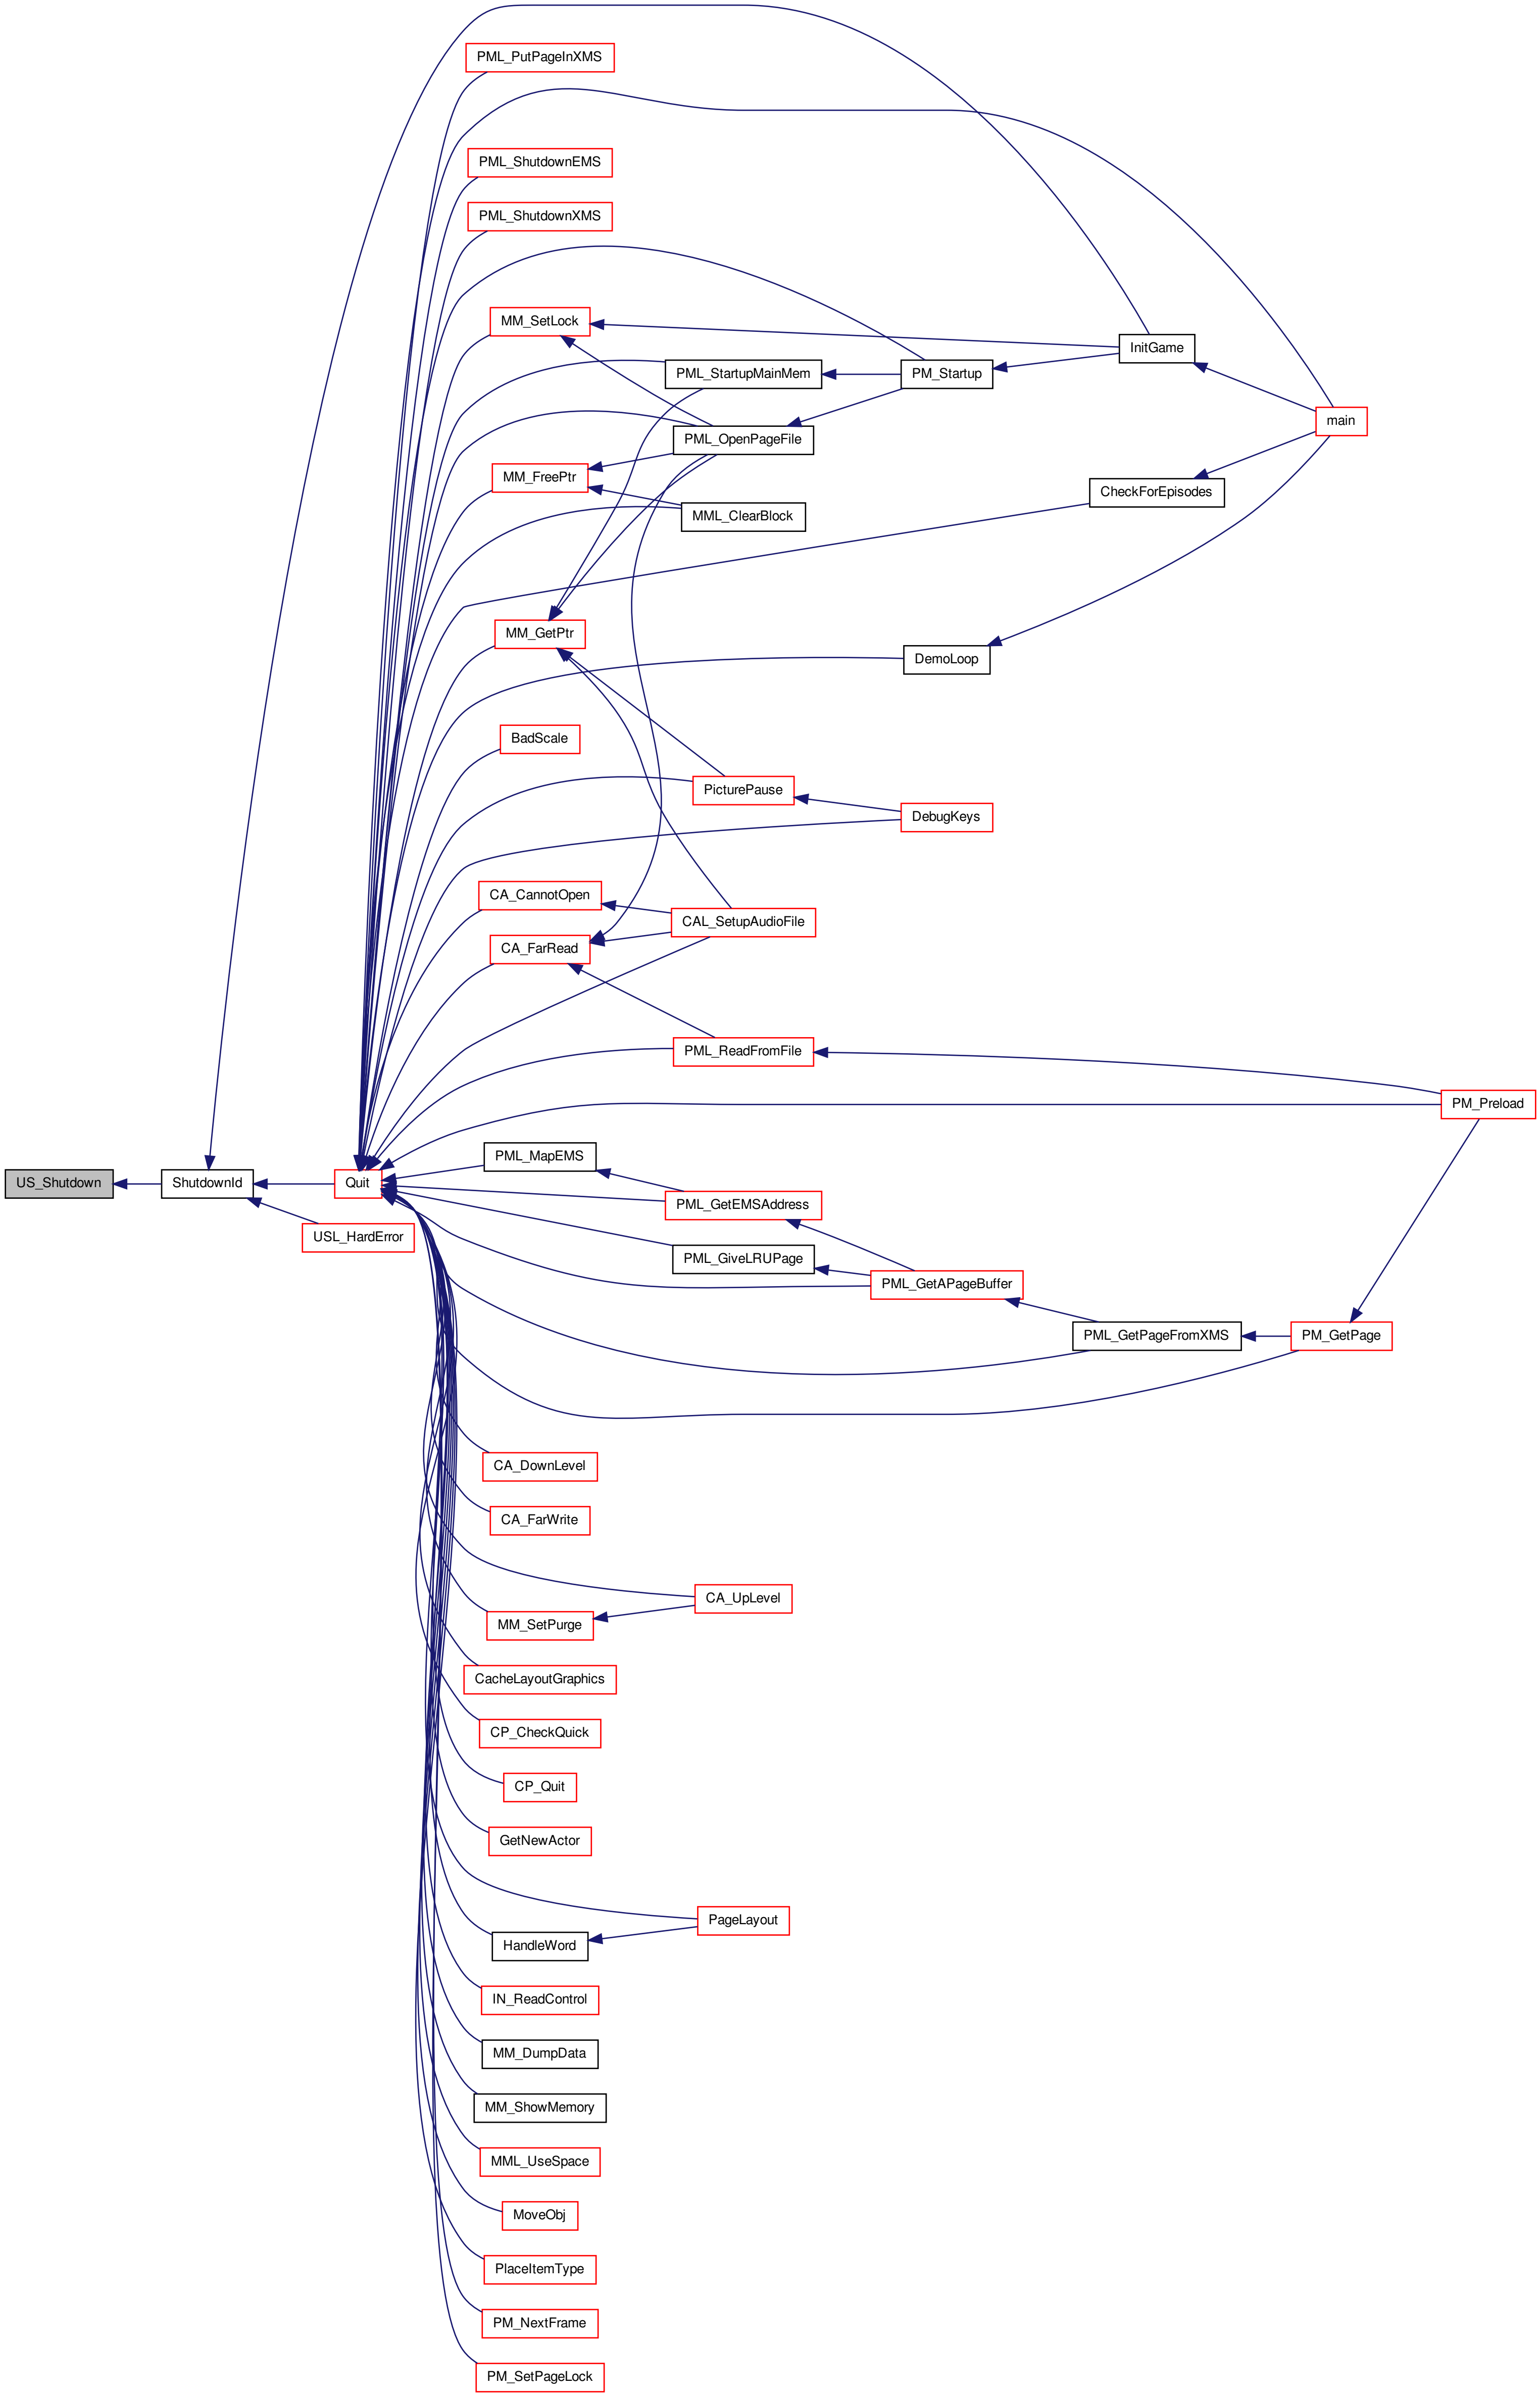 PML_PutPageInXMS
PML_ShutdownEMS
PML_ShutdownXMS
MM_SetLock
InitGame
PML_StartupMainMem
PM_Startup
main
PML_OpenPageFile
MM_FreePtr
CheckForEpisodes
MML_ClearBlock
MM_GetPtr
DemoLoop
BadScale
PicturePause
DebugKeys
CA_CannotOpen
CAL_SetupAudioFile
CA_FarRead
PML_ReadFromFile
PM_Preload
PML_MapEMS
US_Shutdown
ShutdownId
Quit
PML_GetEMSAddress
USL_HardError
PML_GiveLRUPage
PML_GetAPageBuffer
PML_GetPageFromXMS
PM_GetPage
CA_DownLevel
CA_FarWrite
CA_UpLevel
MM_SetPurge
CacheLayoutGraphics
CP_CheckQuick
CP_Quit
GetNewActor
PageLayout
HandleWord
IN_ReadControl
MM_DumpData
MM_ShowMemory
MML_UseSpace
MoveObj
PlaceItemType
PM_NextFrame
PM_SetPageLock